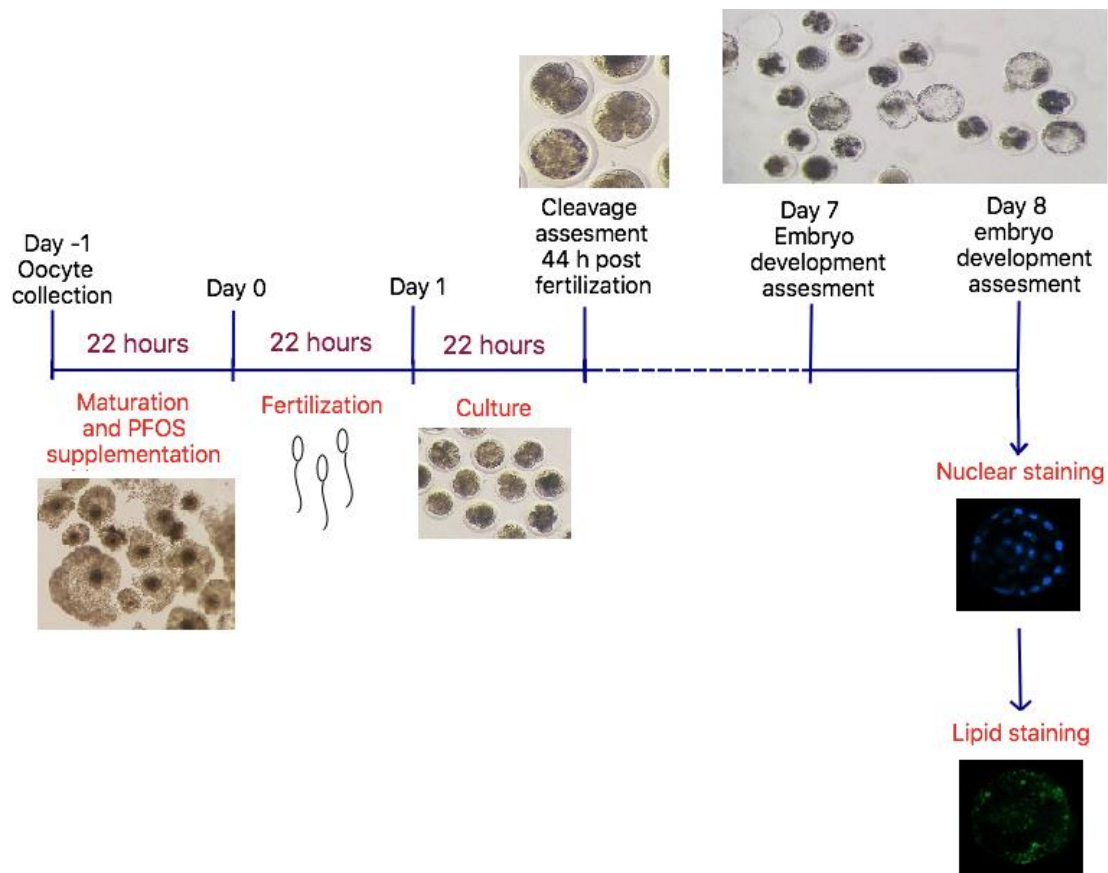 Day -1
Oocyte
collection
Day 0
Day 1
Cleavage
assesment
44 h post
fertilization
Day 7
Embryo
development
assesment
Day 8
embryo
development
assesment
22 hours
22 hours
22 hours
Maturation
and PFOS
supplementation
Fertilization
Culture
Nuclear staining
Lipid staining